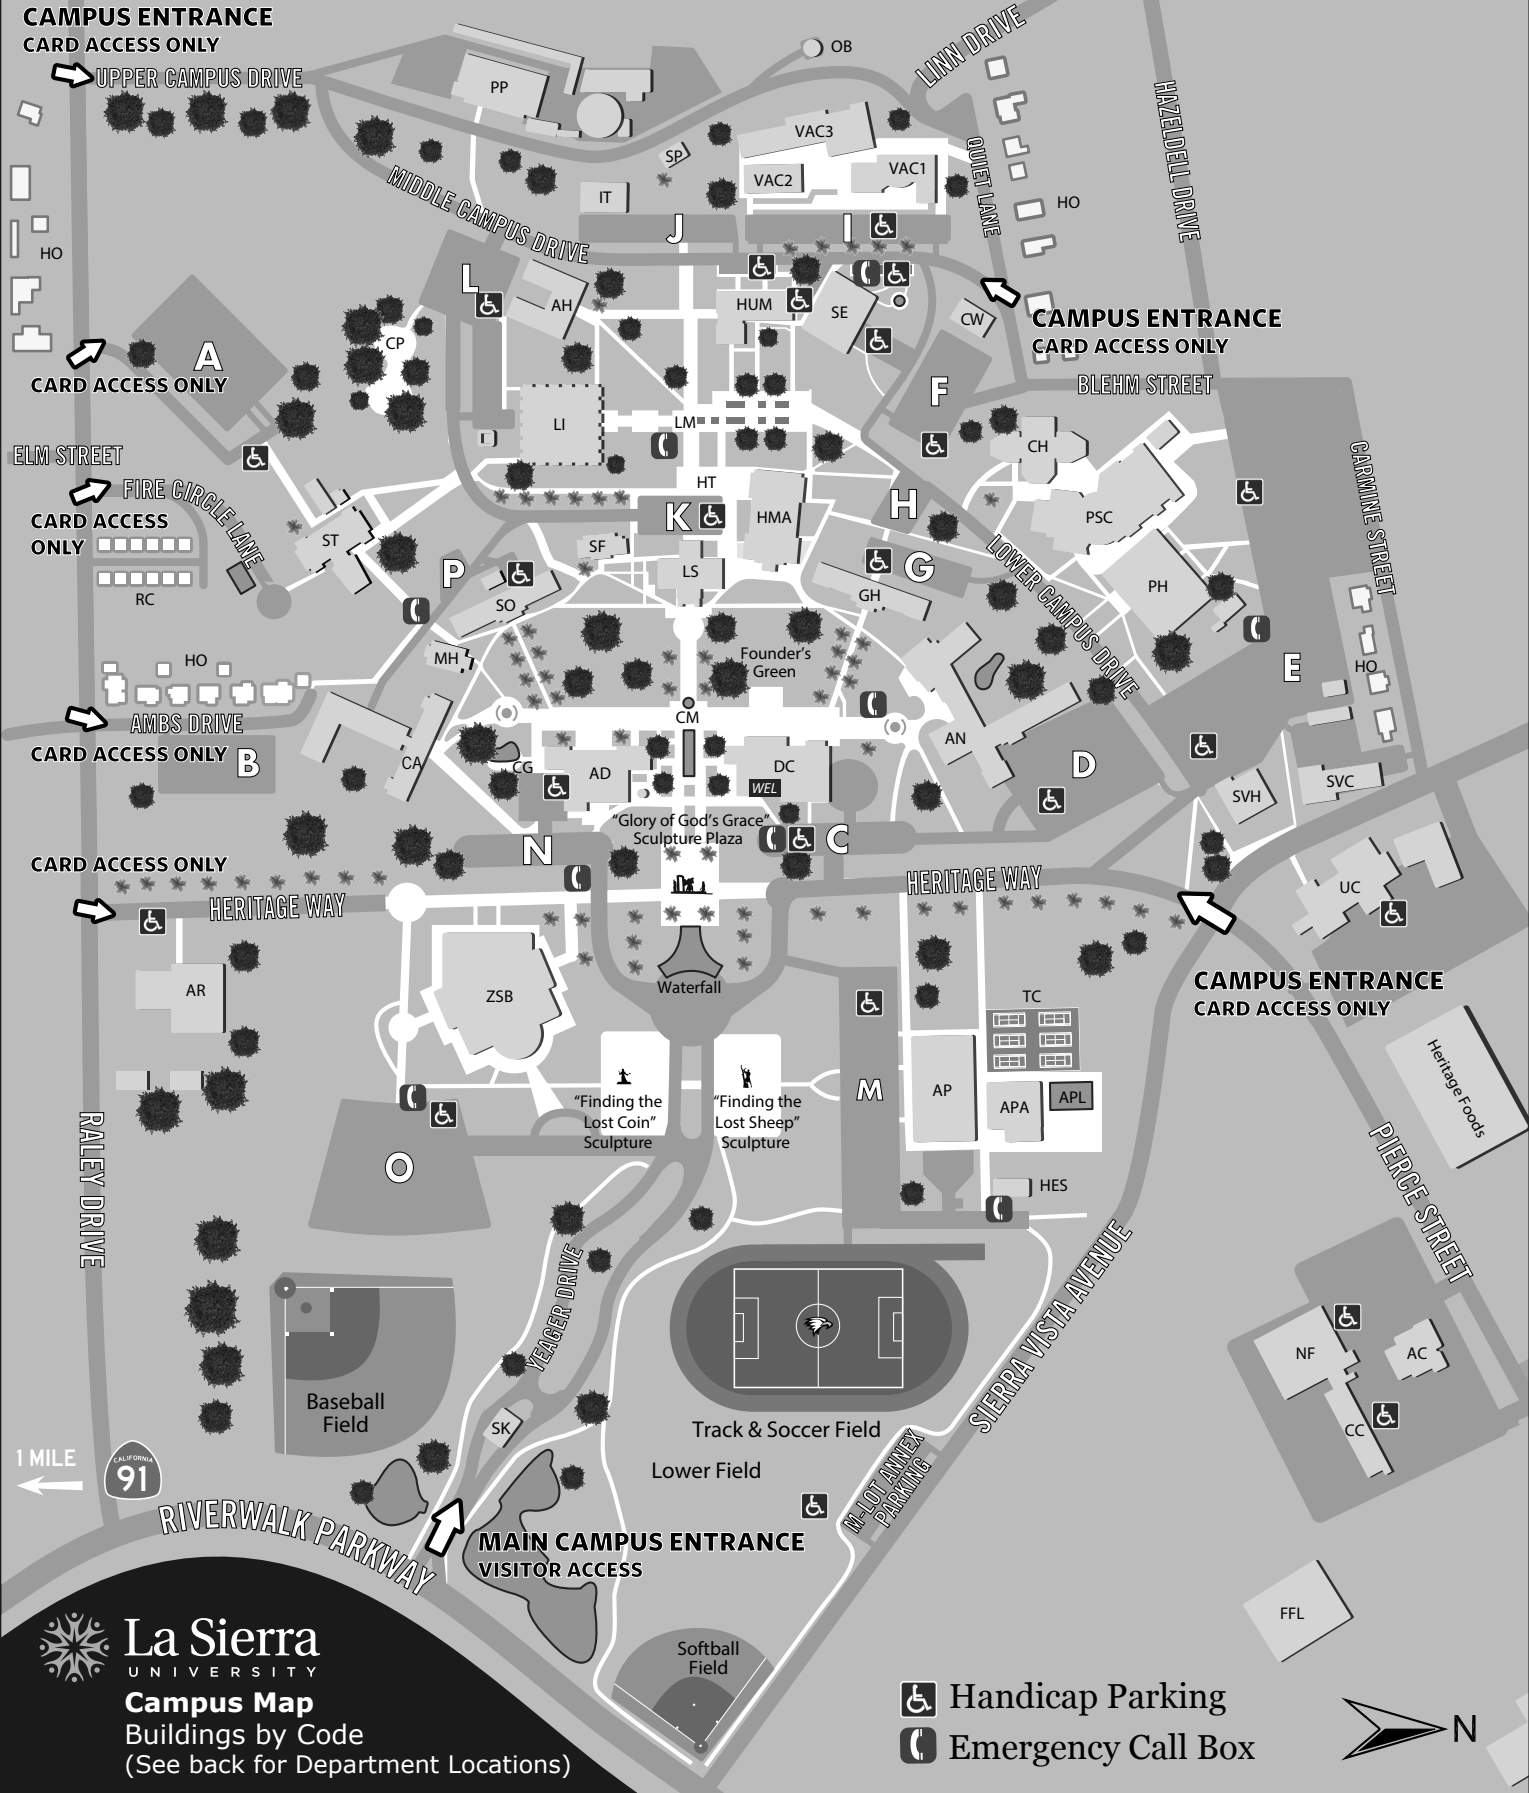 CAMPUS ENTRANCE
CARD ACCESS ONLY
UPPER CAMPUS DRIVE
PP
OB
LINN DRIVE
HAZELDELL DRIVE
VAC3
SP
VAC2
VAC1
QUIET LANE
IT
HO
MIDDLE CAMPUS DRIVE
J
I
HO
L
AH
HUM
SE
CW
CAMPUS ENTRANCE
CARD ACCESS ONLY
CP
A
CARD ACCESS ONLY
F
BLEHM STREET
LI
LM
CH
ELM STREET
FIRE CIRCLE LANE
CARD ACCESS
ONLY
HT
K
HMA
H
PSC
CARMINE STREET
ST
SF
LS
P
SO
G
GH
LOWER CAMPUS DRIVE
PH
RC
HO
MH
Founder's
Green
E
HO
AMBS DRIVE
CARD ACCESS ONLY
B
CA
CM
CG
AD
DC
WEL
AN
D
SVH
SVC
"Glory of God's Grace"
Sculpture Plaza
N
C
CARD ACCESS ONLY
HERITAGE WAY
HERITAGE WAY
UC
AR
ZSB
Waterfall
TC
CAMPUS ENTRANCE
CARD ACCESS ONLY
Heritage Foods
M
AP
APA
APL
"Finding the
Lost Coin"
Sculpture
"Finding the
Lost Sheep"
Sculpture
O
HES
RALEY DRIVE
PIERCE STREET
YEAGER DRIVE
SIERRA VISTA AVENUE
NF
AC
CC
Baseball
Field
SK
Track & Soccer Field
Lower Field
M-LOT ANNEX
PARKING
1 MILE
CALIFORNIA
91
RIVERWALK PARKWAY
MAIN CAMPUS ENTRANCE
VISITOR ACCESS
FFL
Softball
Field
La Sierra
UNIVERSITY
Campus Map
Buildings by Code
(See back for Department Locations)
Handicap Parking
Emergency Call Box
N